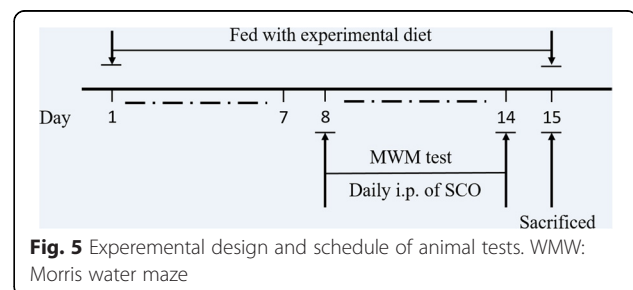 Fed with experimental diet
Day 1 7 8 14 15
MWM test
Daily i.p. of SCO
Sacrificed
Fig. 5 Experemental design and schedule of animal tests. WMW:
Morris water maze